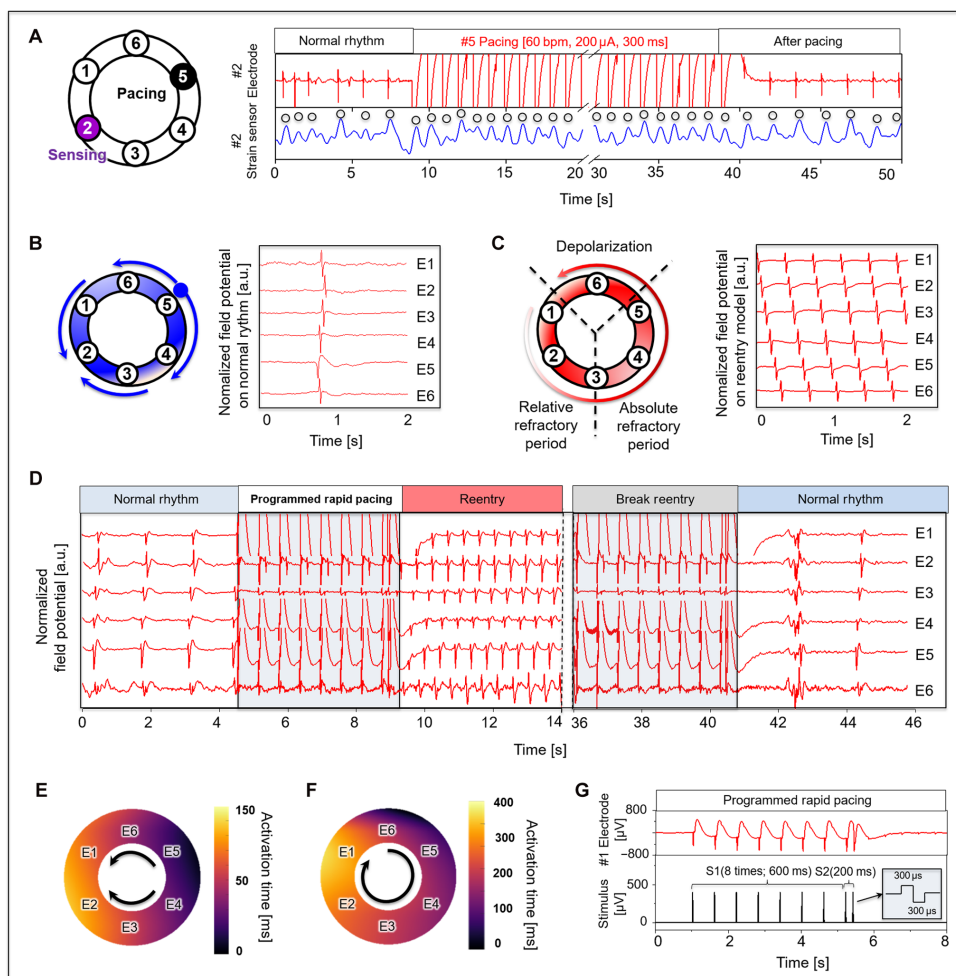 A
6
1
5
Pacing
2
4
Sensing
3
Normal rhythm
#5 Pacing [60 bpm, 200 μA, 300 ms]
After pacing
#2
Electrode
#2
Strain sensor
0 5 10 15 20 30 35 40 45 50
Time [s]
B
6
1 5
2 4
3
Nomalized field potential
on normal rythm [a.u.]
E1
E2
E3
E4
E5
E6
0 1 2
Time [s]
C
Depolarization
6
1 5
2 4
3
Relative
refractory
period
Absolute
refractory
period
Nomalized field potential
on reentry model [a.u.]
E1
E2
E3
E4
E5
E6
0 1 2
Time [s]
D
Normal rhythm
Programmed rapid pacing
Reentry
Break reentry
Normal rhythm
Normalized
field potential [a.u.]
E1
E2
E3
E4
E5
E6
0 2 4 6 8 10 12 14 36 38 40 42 44 46
Time [s]
E
E6
E1 E5
E2 E4
E3
150
100
50
0
Activation time [ms]
F
E6
E1 E5
E2 E4
E3
400
300
200
100
0
Activation time [ms]
G
Programmed rapid pacing
#1 Electrode
[μV]
800
−800
S1(8 times; 600 ms) S2(200 ms)
Stimulus
[μV]
500
0
300 μs
300 μs
0 2 4 6 8
Time [s]